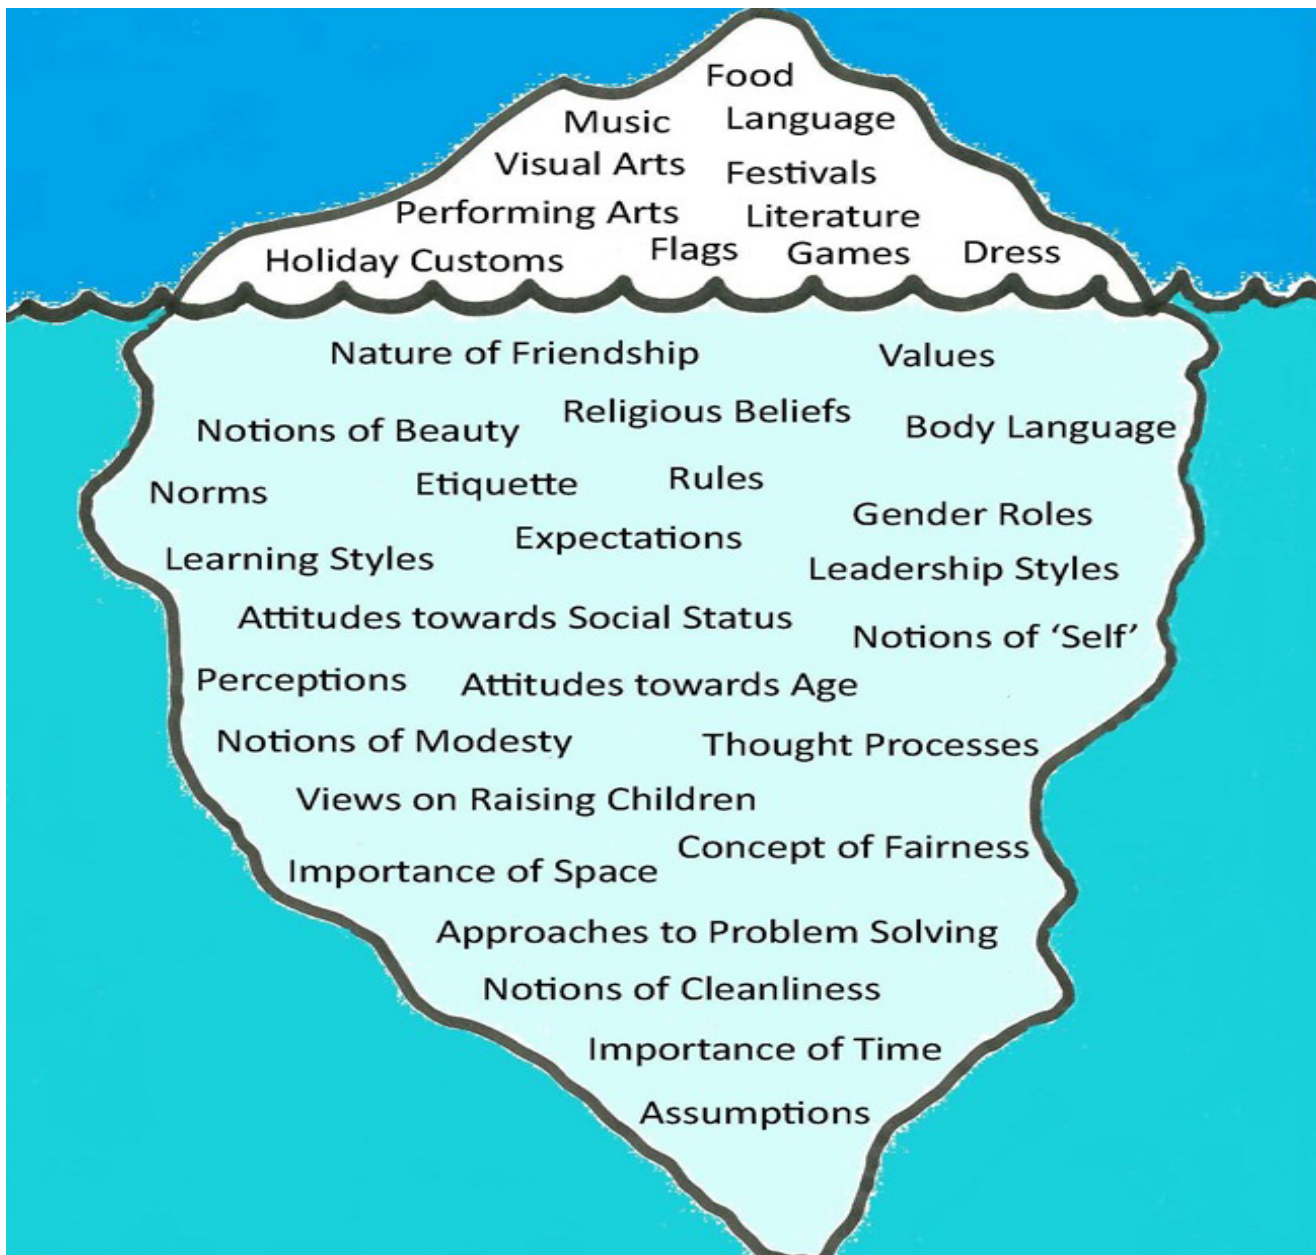 Food
Music
Language
Visual Arts
Festivals
Performing Arts
Literature
Holiday Customs
Flags
Games
Dress
Nature of Friendship
Values
Religious Beliefs
Notions of Beauty
Body Language
Norms
Etiquette
Rules
Gender Roles
Expectations
Learning Styles
Leadership Styles
Attitudes towards Social Status
Notions of ‘Self’
Perceptions
Attitudes towards Age
Notions of Modesty
Thought Processes
Views on Raising Children
Concept of Fairness
Importance of Space
Approaches to Problem Solving
Notions of Cleanliness
Importance of Time
Assumptions